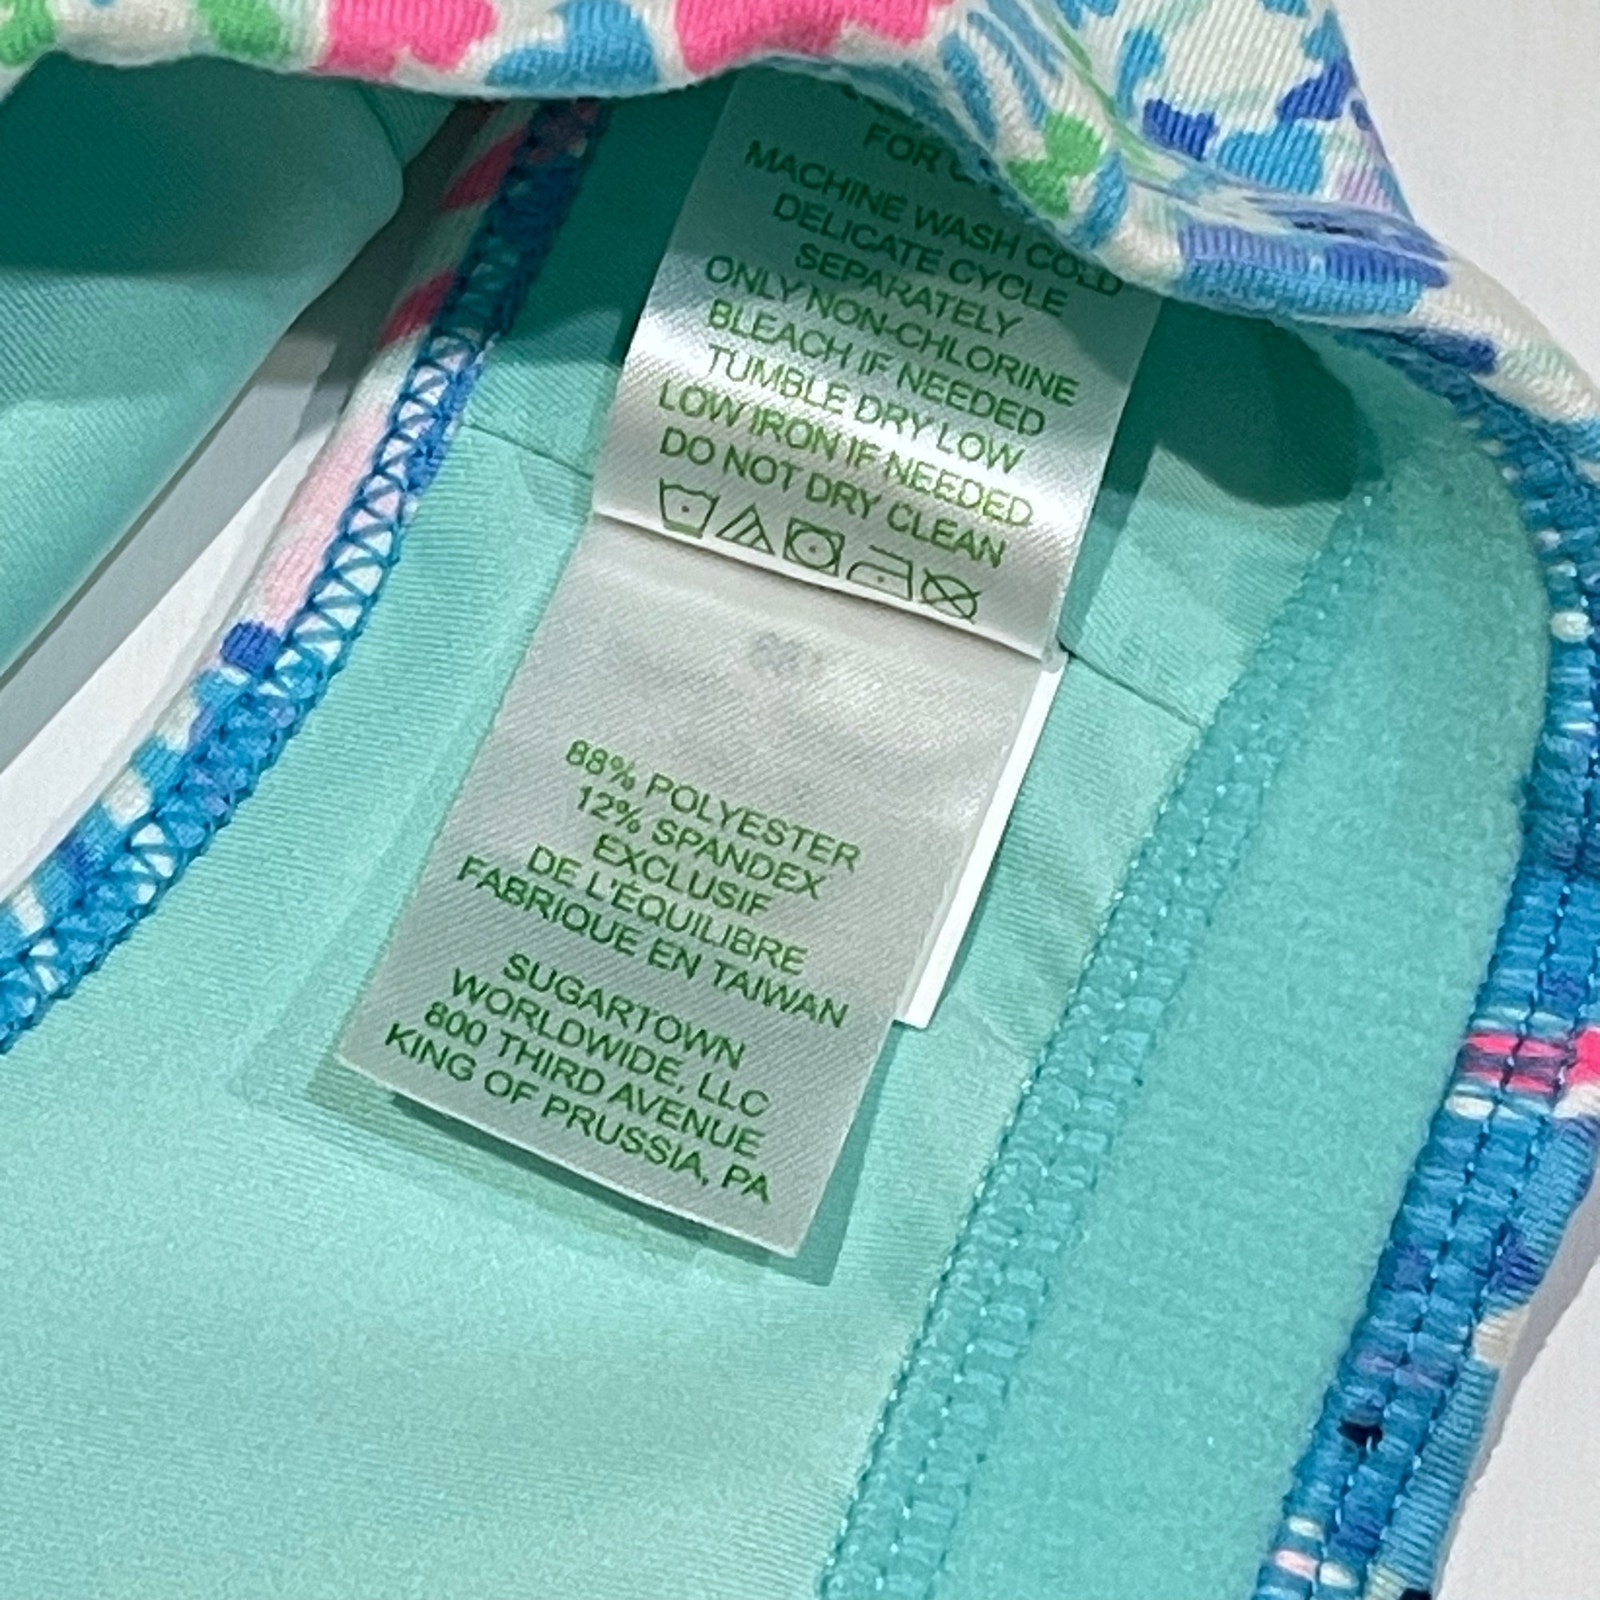 FOR
MACHINE WASH COLD
DELICATE CYCLE
SEPARATELY
ONLY NON-CHLORINE
BLEACH IF NEEDED
TUMBLE DRY LOW
LOW IRON IF NEEDED
DO NOT DRY CLEAN
88% POLYESTER
12% SPANDEX
EXCLUSIF
DE L'ÉQUILIBRE
FABRIQUE EN TAIWAN
SUGARTOWN
WORLDWIDE, LLC
800 THIRD AVENUE
KING OF PRUSSIA, PA